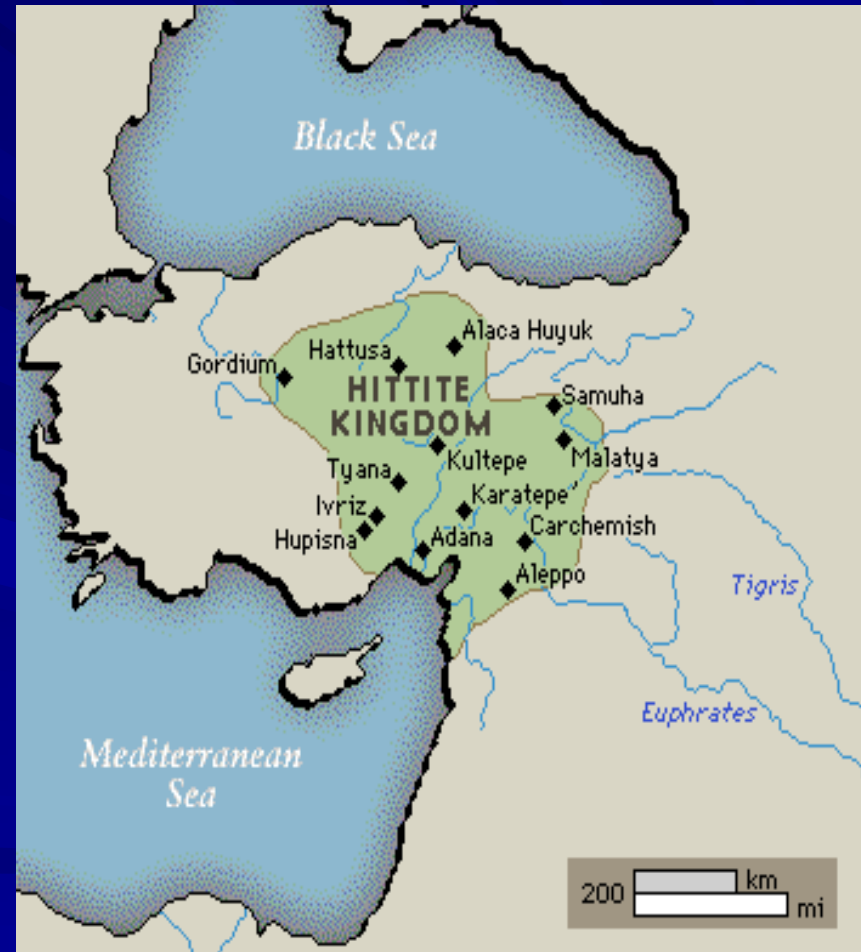 Black Sea
Alaca Huyuk
Hattusa
Gordium
HITTITE
KINGDOM
Samuha
Kultepe
Malatya
Tyana
Karatepe
Ivriz
Carchemish
Hupisna
Adana
Aleppo
Tigris
Euphrates
Mediterranean
Sea
200
km
mi